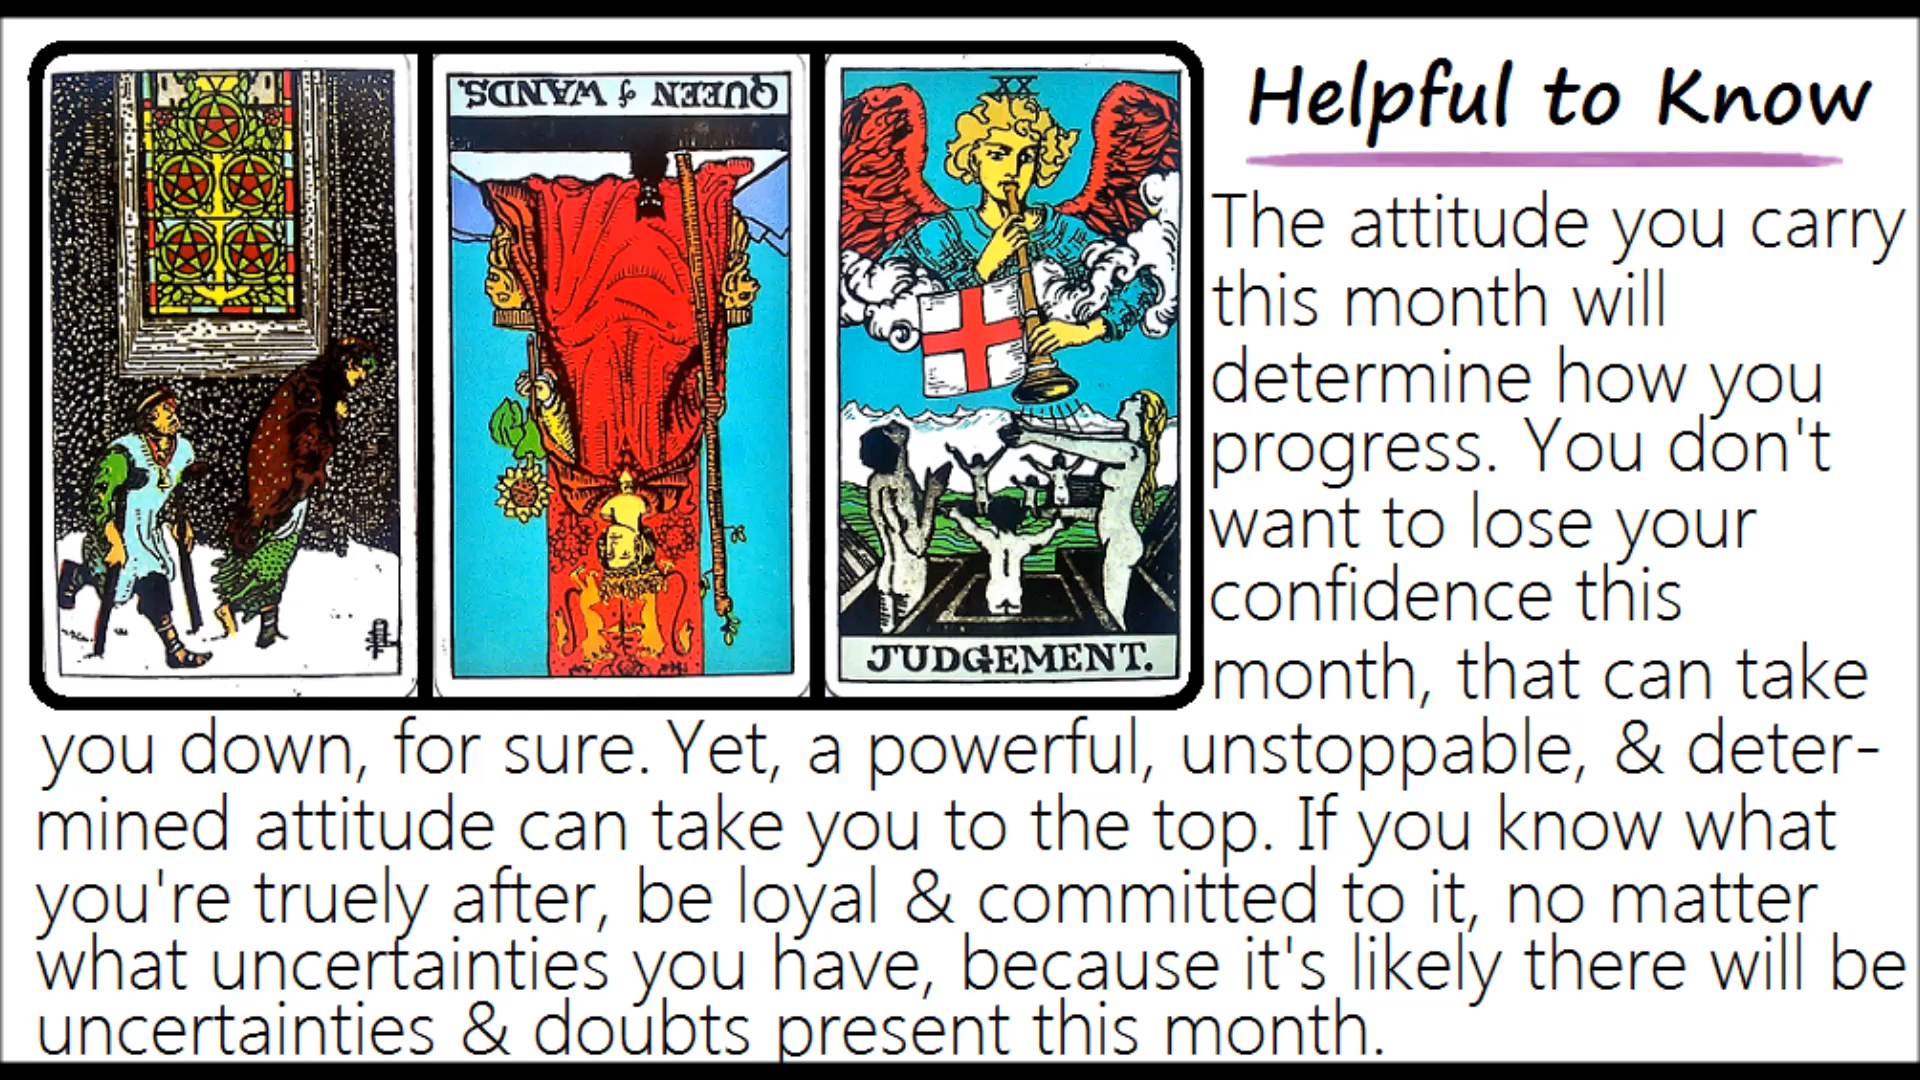 QUEEN of WANDS.
XX
JUDGEMENT.
Helpful to Know
The attitude you carry
this month will
determine how you
progress. You don't
want to lose your
confidence this
month, that can take
you down, for sure. Yet, a powerful, unstoppable, & deter-
mined attitude can take you to the top. If you know what
you're truely after, be loyal & committed to it, no matter
what uncertainties you have, because it's likely there will be
uncertainties & doubts present this month.